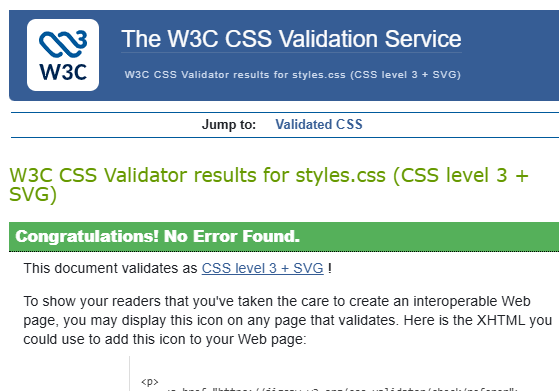 The W3C CSS Validation Service
W3C
W3C CSS Validator results for styles.css (CSS level 3 + SVG)
Jump to: Validated CSS
W3C CSS Validator results for styles.css (CSS level 3 +
SVG)
Congratulations! No Error Found.
This document validates as CSS level 3 + SVG !
To show your readers that you've taken the care to create an interoperable Web
page, you may display this icon on any page that validates. Here is the XHTML you
could use to add this icon to your Web page:
<p>